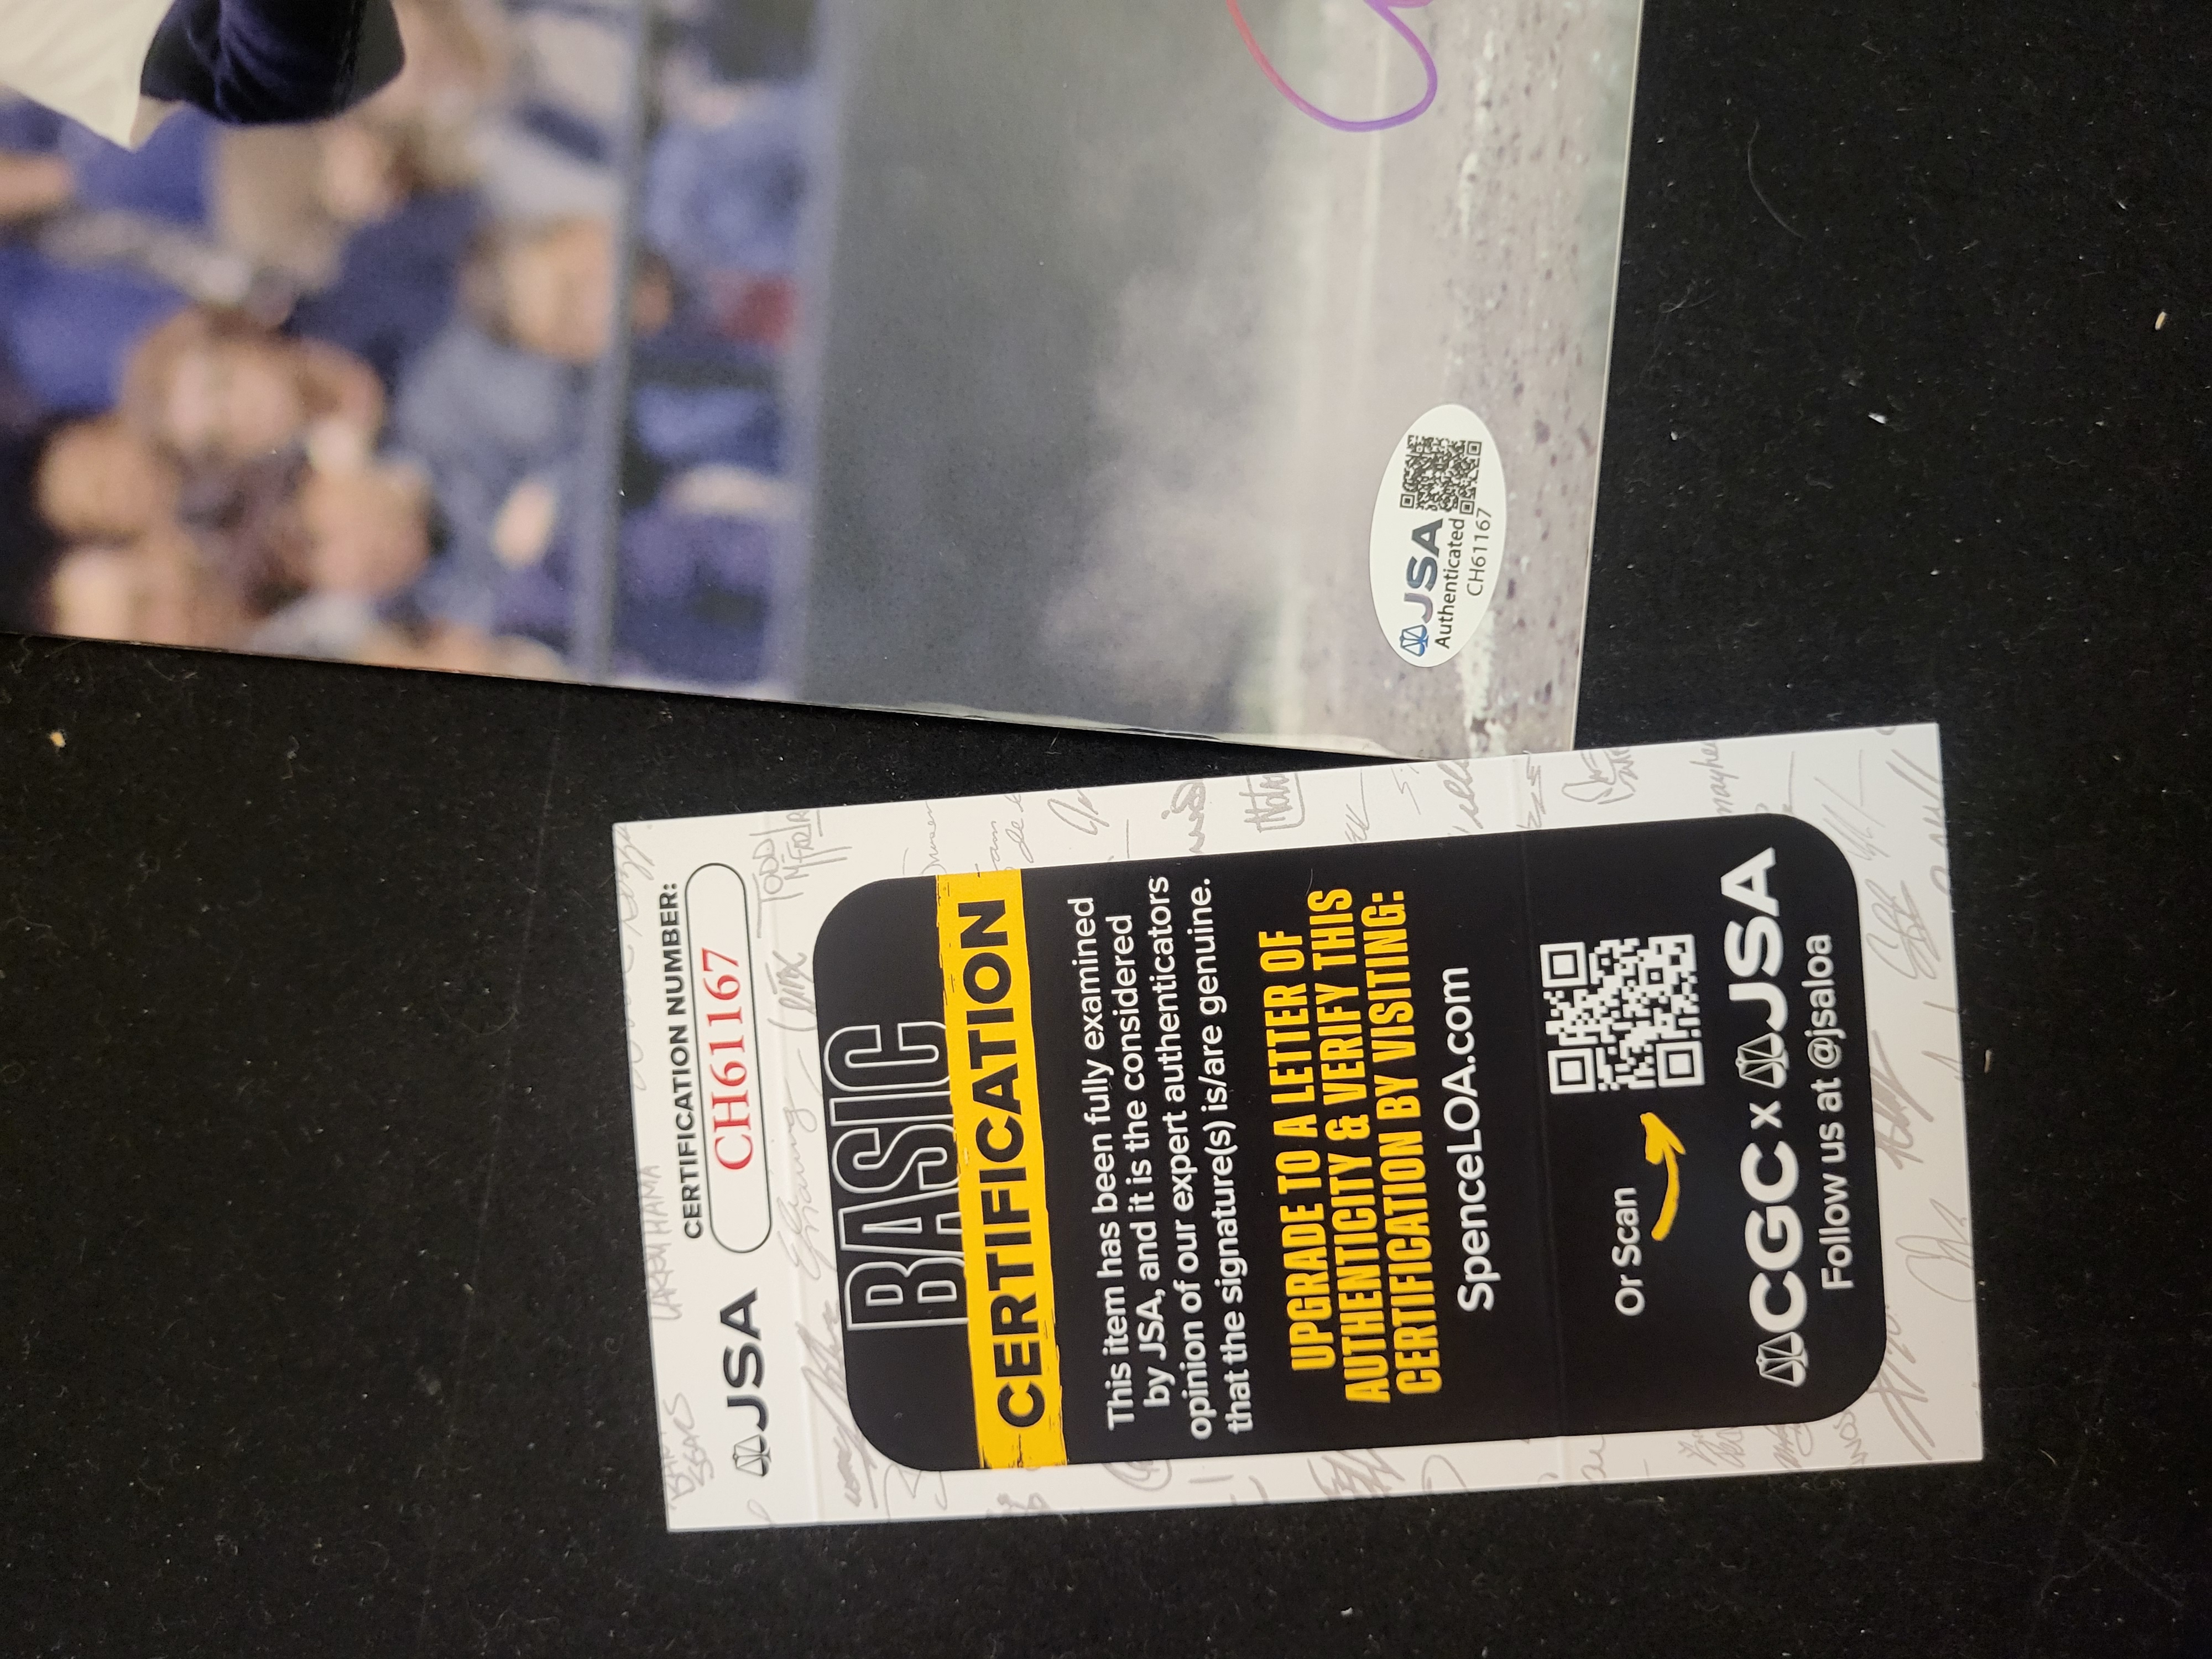 JSA
Authenticated
CH61167
JSA
CERTIFICATION NUMBER:
CH61167
BASIC
CERTIFICATION
This item has been fully examined
by JSA, and it is the considered
opinion of our expert authenticators
that the signature(s) is/are genuine.
UPGRADE TO A LETTER OF
AUTHENTICITY & VERIFY THIS
CERTIFICATION BY VISITING:
SpenceLOA.com
Or Scan
CGC x JSA
Follow us at @jsaloa